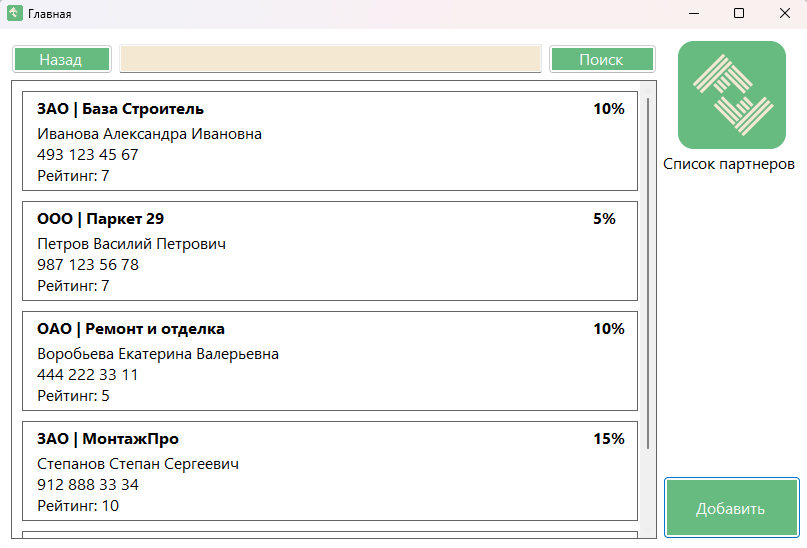 Главная
Назад
Поиск
ЗАО | База Строитель 10%
Иванова Александра Ивановна
493 123 45 67
Рейтинг: 7
ООО | Паркет 29 5%
Петров Василий Петрович
987 123 56 78
Рейтинг: 7
ОАО | Ремонт и отделка 10%
Воробьева Екатерина Валерьевна
444 222 33 11
Рейтинг: 5
ЗАО | МонтажПро 15%
Степанов Степан Сергеевич
912 888 33 34
Рейтинг: 10
Список партнеров
Добавить